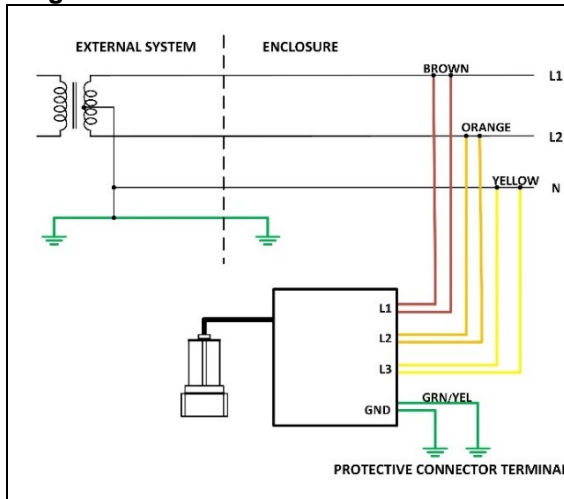 EXTERNAL SYSTEM
ENCLOSURE
BROWN
L1
ORANGE
L2
YELLOW
N
L1
L2
L3
GND
GRN/YEL
PROTECTIVE CONNECTOR TERMINAL